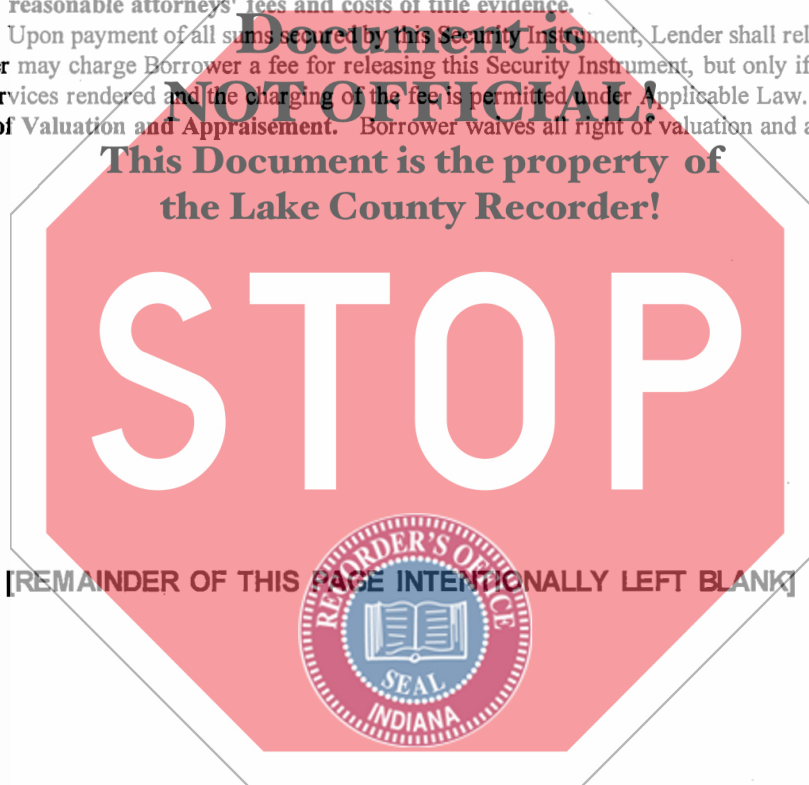 reasonable attorneys' fees and costs of title evidence.
Document is
Upon payment of all sums secured by this Security Instrument, Lender shall rel
r may charge Borrower a fee for releasing this Security Instrument, but only if
NOT OFFICIAL!
rvices rendered and the charging of the fee is permitted under Applicable Law.
of Valuation and Appraisement. Borrower waives all right of valuation and a
This Document is the property of
the Lake County Recorder!
STOP
[REMAINDER OF THIS PAGE INTENTIONALLY LEFT BLANK]
RECORDER'S OFFICE
SEAL
INDIANA